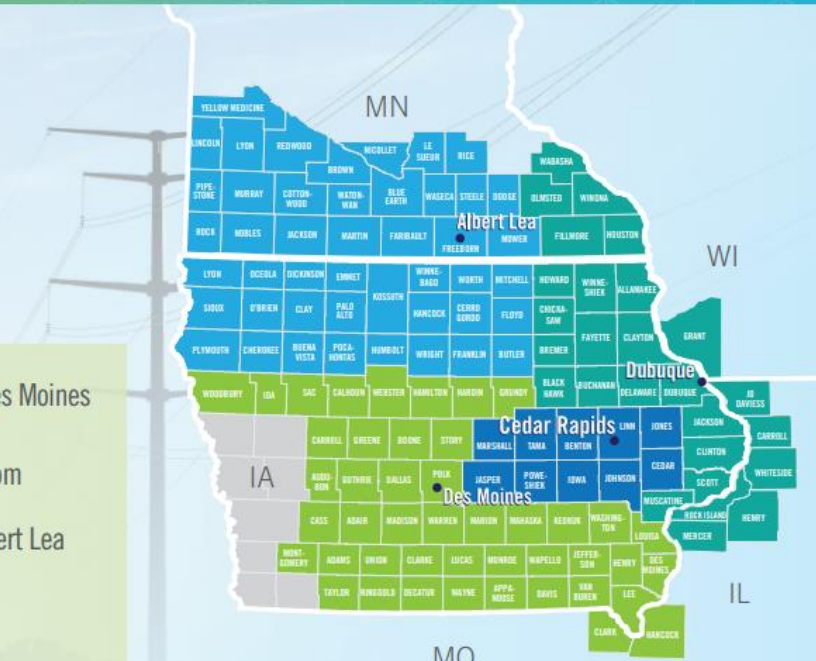 MN
YELLOW MEDICINE
LINCOLN
LYON
REDWOOD
NICOLLET
LE
SUEUR
RICE
WABASHA
BROWN
PIPE-
STONE
MURRAY
COTTON-
WOOD
WATON-
WAN
BLUE
EARTH
WASECA
STEELE
DODGE
OLMSTED
WINONA
ROCK
NOBLES
JACKSON
MARTIN
FARIBAULT
Albert Lea
FREEBORN
MOWER
FILLMORE
HOUSTON
WI
LYON
OCEOLA
DICKINSON
EMMET
KOSSUTH
WINNE-
BAGO
WORTH
MITCHELL
HOWARD
WINNE-
SHIEK
ALLAMAKEE
SIOUX
O'BRIEN
CLAY
PALO
ALTO
HANCOCK
CERRO
GORDO
FLOYD
CHICKA-
SAW
PLYMOUTH
CHEROKEE
BUENA
VISTA
POCA-
HONTAS
HUMBOLT
WRIGHT
FRANKLIN
BUTLER
BREMER
FAYETTE
CLAYTON
GRANT
WOODBURY
IDA
SAC
CALHOUN
WEBSTER
HAMILTON
HARDIN
GRUNDY
BLACK
HAWK
BUCHANAN
DELAWARE
DUBUQUE
Dubuque
JO
DAVIESS
es Moines
om
ert Lea
IA
CARROLL
GREENE
BOONE
STORY
MARSHALL
TAMA
BENTON
Cedar Rapids
LINN
JONES
JACKSON
CARROLL
CLINTON
WHITESIDE
AUDU-
BON
GUTHRIE
DALLAS
POLK
Des Moines
JASPER
POWE-
SHIEK
IOWA
JOHNSON
CEDAR
SCOTT
MUSCATINE
ROCK ISLAND
HENRY
MERCER
CASS
ADAIR
MADISON
WARREN
MARION
MAHASKA
KEOKUK
WASHING-
TON
LOUISA
MONT-
GOMERY
ADAMS
UNION
CLARKE
LUCAS
MONROE
WAPELLO
JEFFER-
SON
HENRY
DES
MOINES
IL
TAYLOR
RINGGOLD
DECATUR
WAYNE
APPA-
NOOSE
DAVIS
VAN
BUREN
LEE
CLARK
HANCOCK
MO